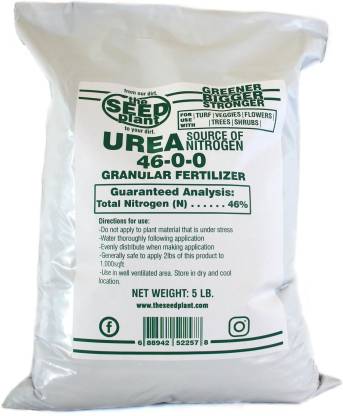 from our dirt,
the
SEED
plant
to your dirt.
GREENER
BIGGER
STRONGER
FOR USE WITH | TURF | VEGGIES | FLOWERS |
| TREES | SHRUBS |
UREA SOURCE OF NITROGEN
46-0-0
GRANULAR FERTILIZER
Guaranteed Analysis:
Total Nitrogen (N) . . . . . . 46%
Directions for use:
-Do not apply to plant material that is under stress
-Water thoroughly following application
-Evenly distribute when making application
-Generally safe to apply 2lbs of this product to
1,000sqft
-Use in well ventilated area. Store in dry and cool
location.
NET WEIGHT: 5 LB.
www.theseedplant.com
f
6 88942 52257 8